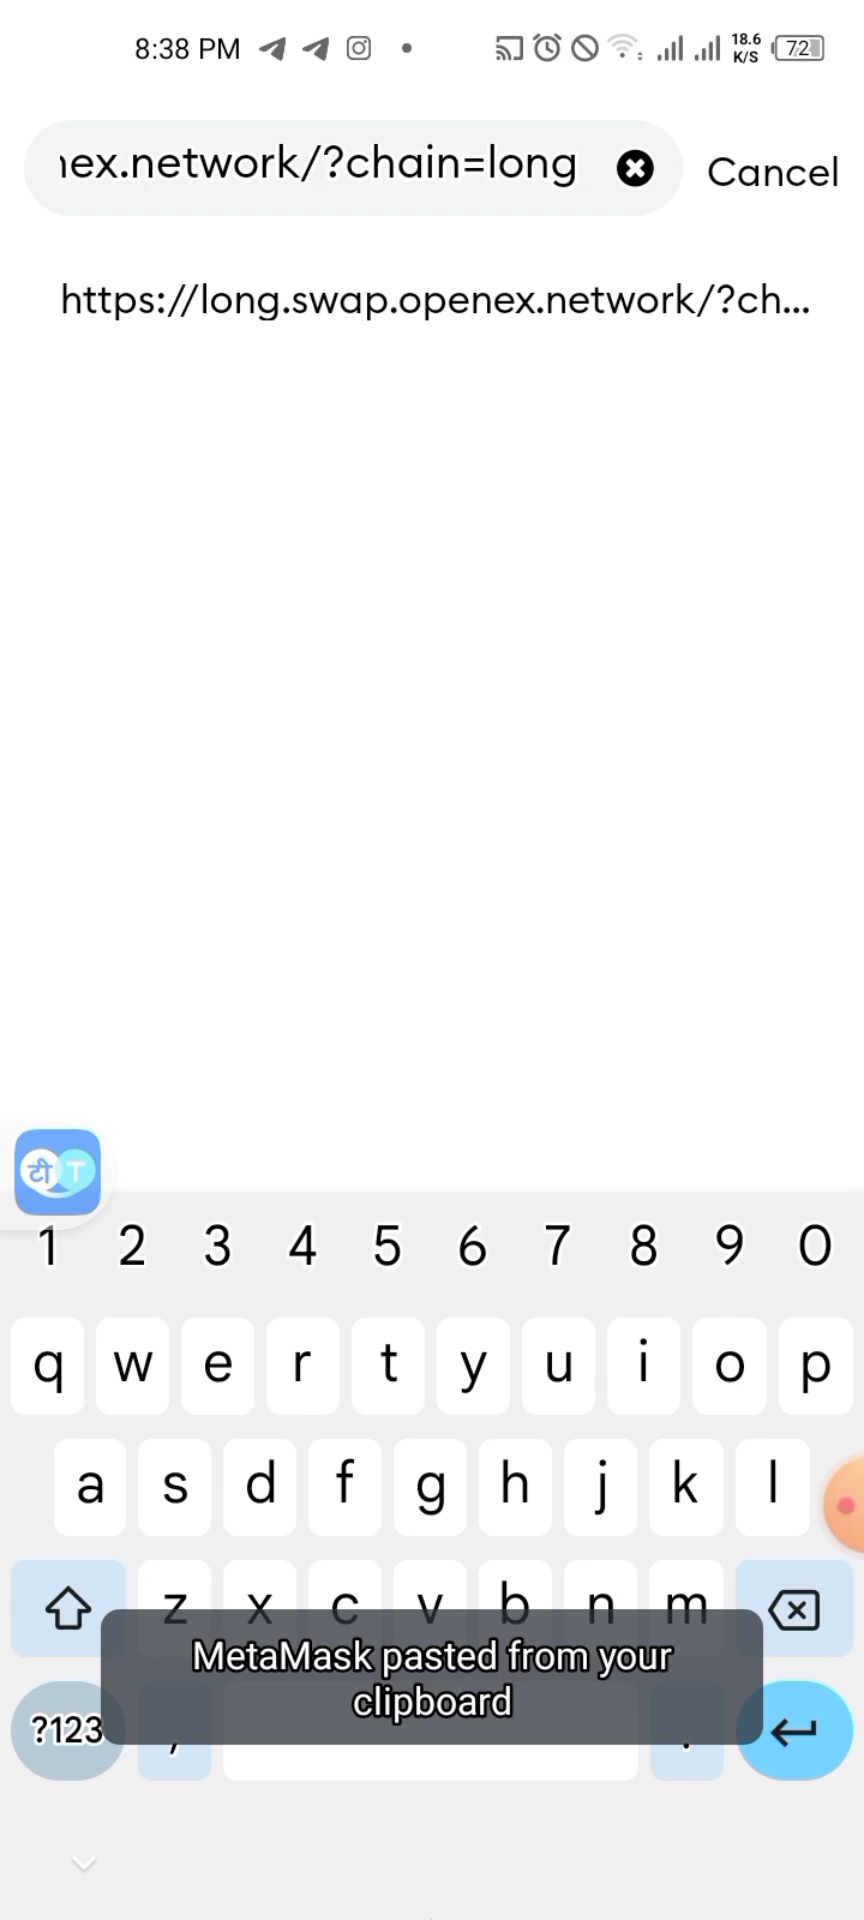 8:38 PM
18.6
K/S
72
nex.network/?chain=long
Cancel
https://long.swap.openex.network/?ch...
टी T
1 2 3 4 5 6 7 8 9 0
q w e r t y u i o p
a s d f g h j k l
z x c v b n m
MetaMask pasted from your
clipboard
?123 , .